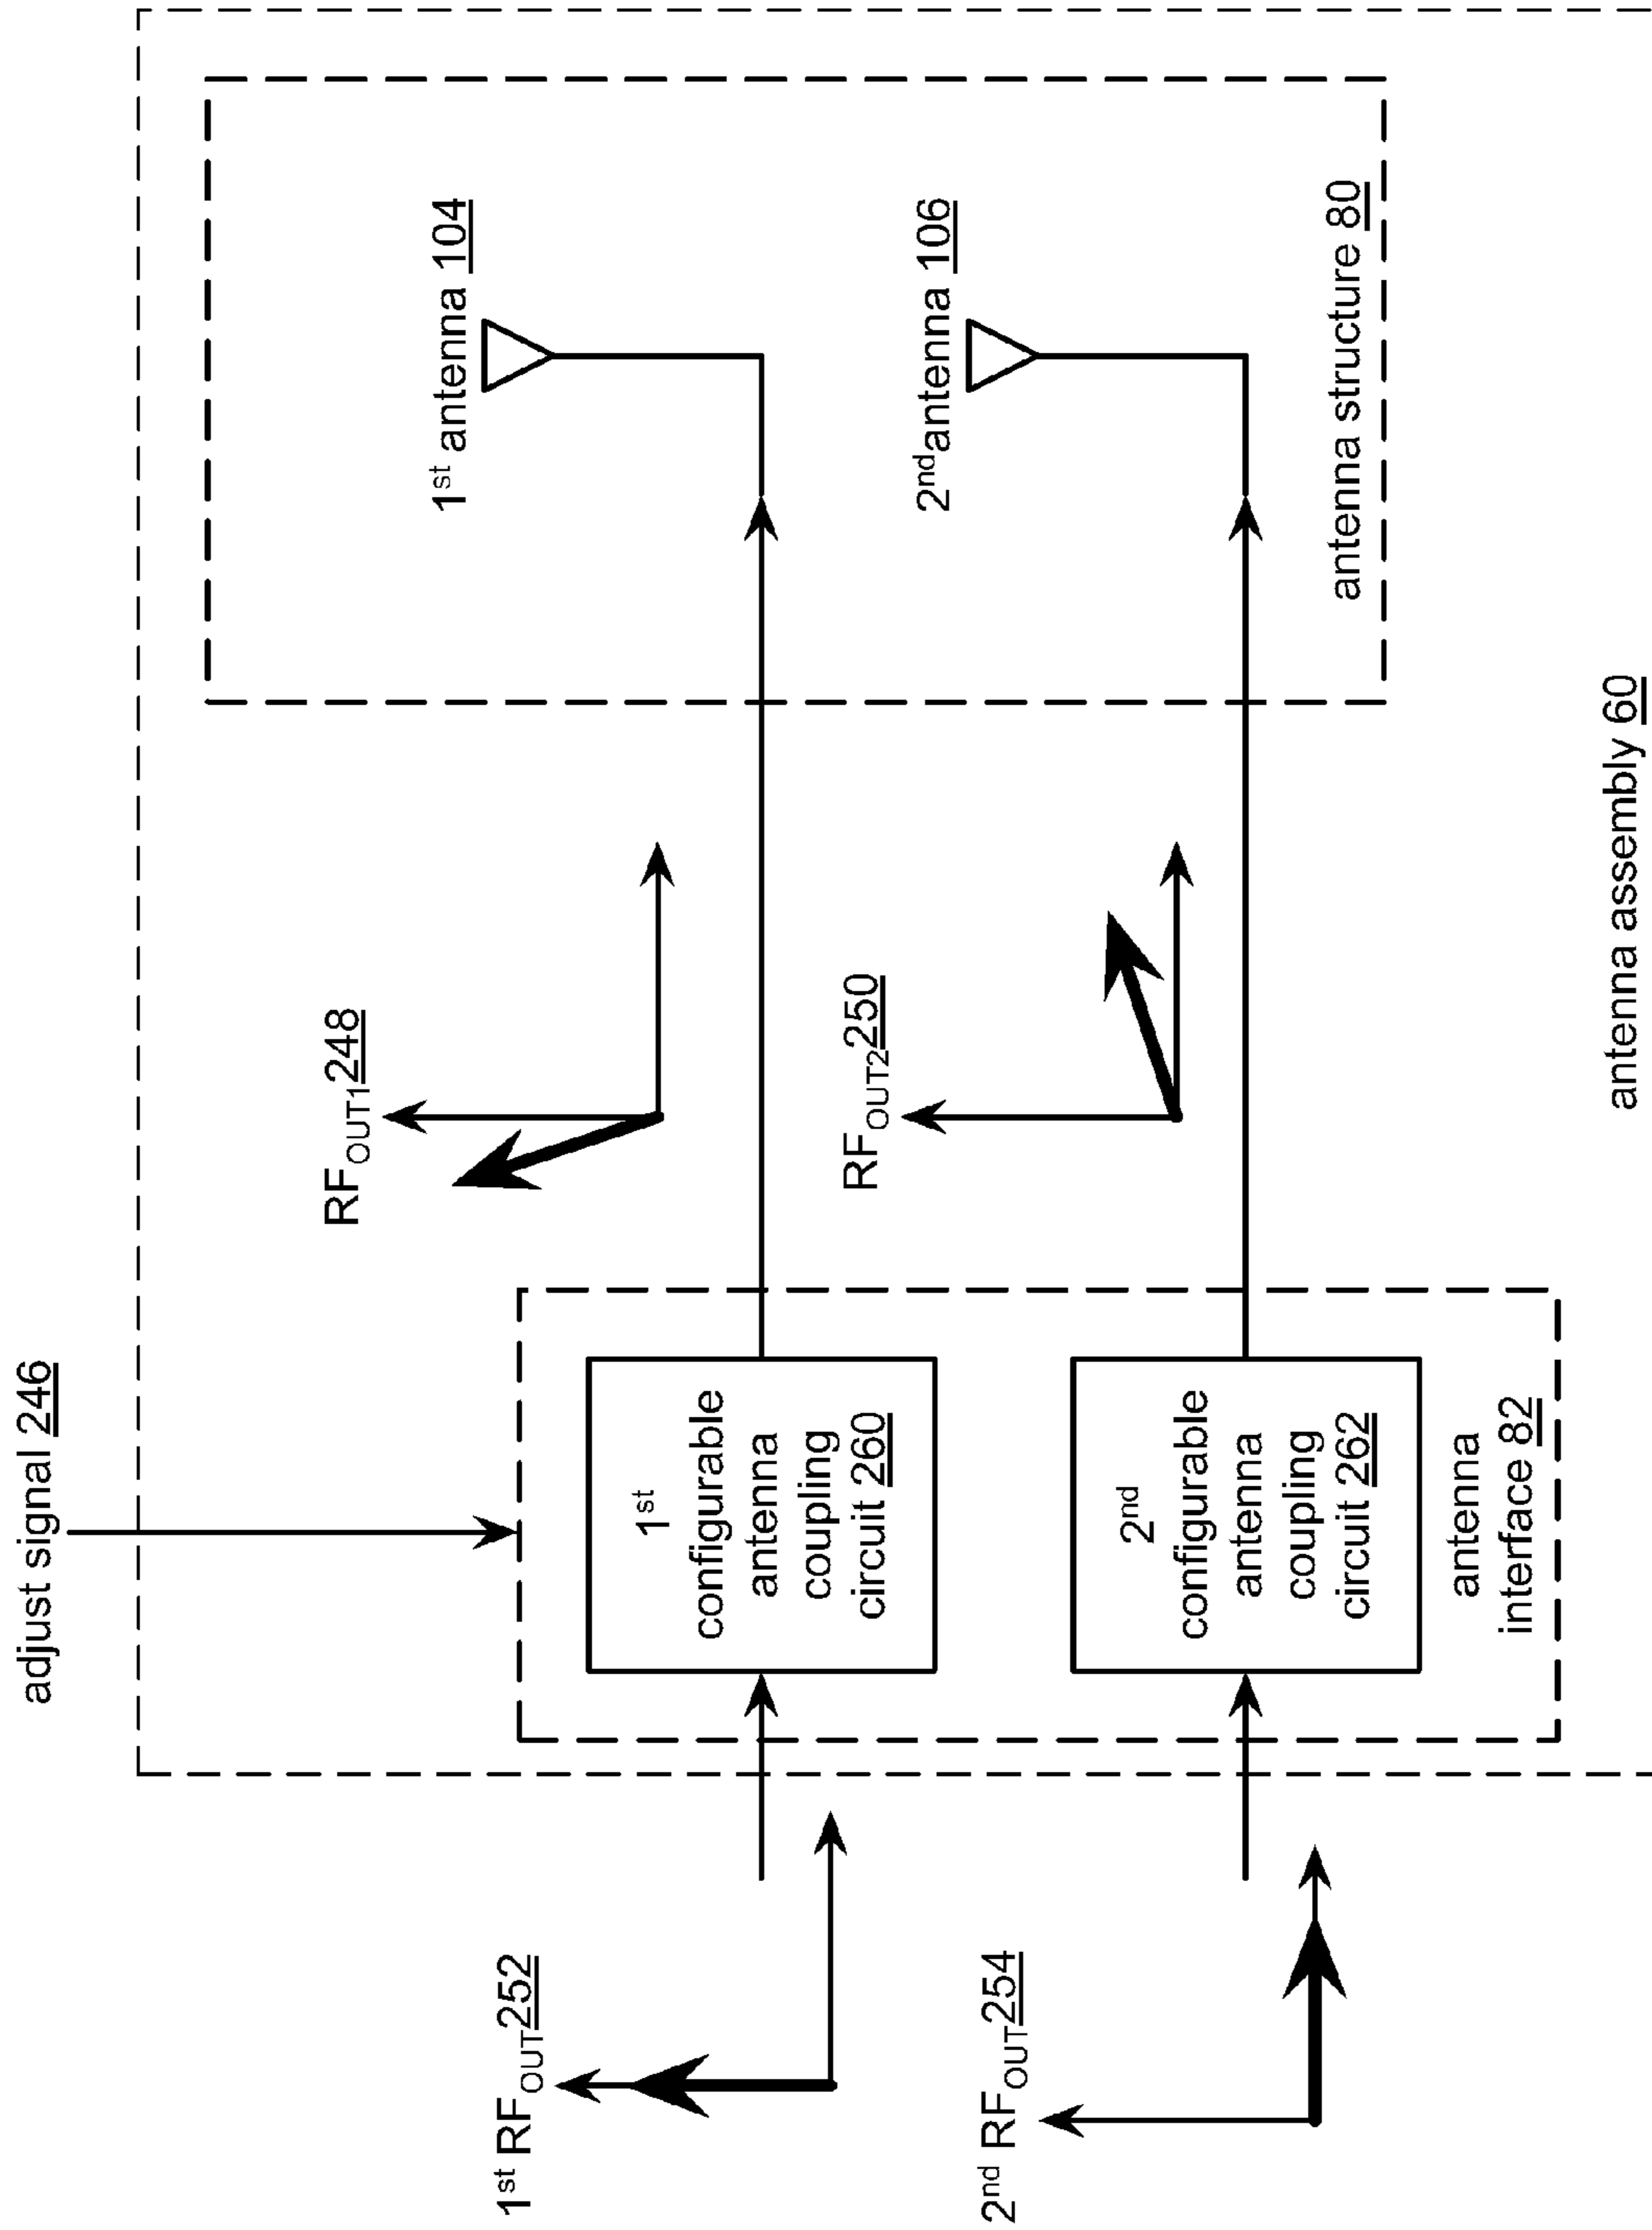 adjust signal 246
1st RFOUT 252
2nd RFOUT 254
1st
configurable
antenna
coupling
circuit 260
2nd
configurable
antenna
coupling
circuit 262
antenna
interface 82
RFOUT1 248
RFOUT2 250
1st antenna 104
2nd antenna 106
antenna structure 80
antenna assembly 60